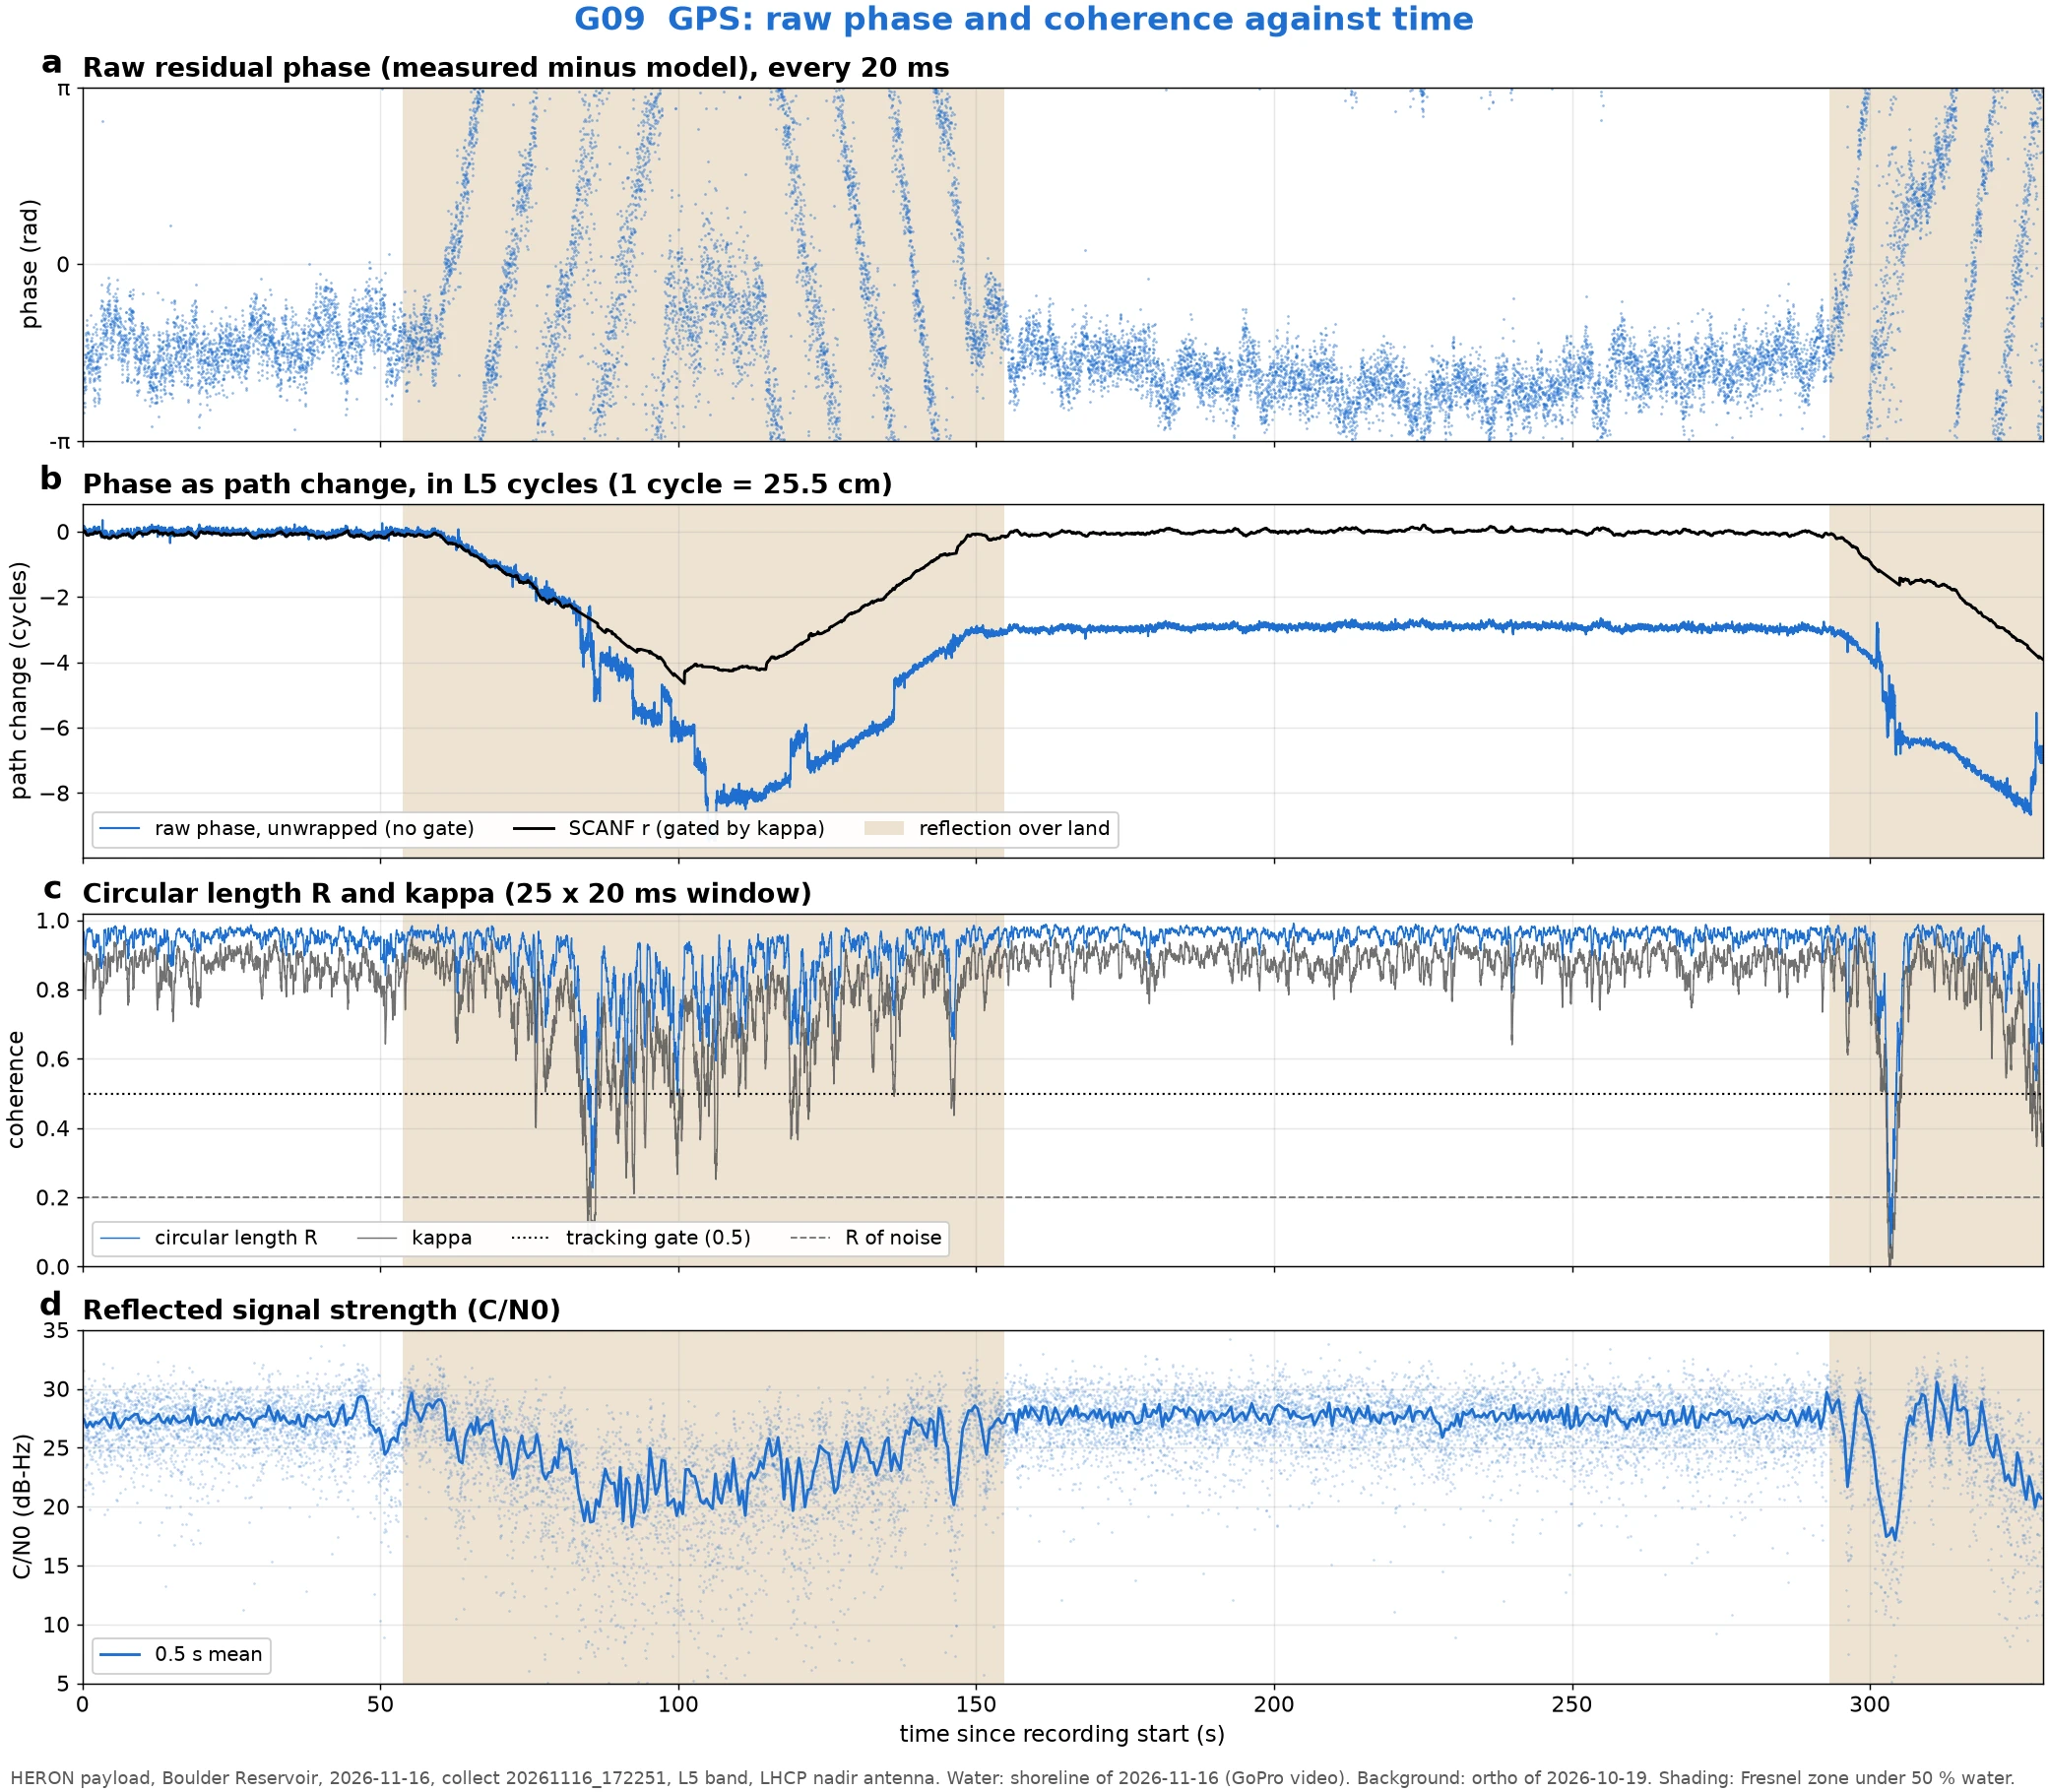 G09  GPS: raw phase and coherence against time
a Raw residual phase (measured minus model), every 20 ms
π
0
-π
phase (rad)
b Phase as path change, in L5 cycles (1 cycle = 25.5 cm)
0
−2
−4
−6
−8
path change (cycles)
raw phase, unwrapped (no gate)
SCANF r (gated by kappa)
reflection over land
c Circular length R and kappa (25 x 20 ms window)
1.0
0.8
0.6
0.4
0.2
0.0
coherence
circular length R
kappa
tracking gate (0.5)
R of noise
d Reflected signal strength (C/N0)
35
30
25
20
15
10
5
C/N0 (dB-Hz)
0.5 s mean
0 50 100 150 200 250 300
time since recording start (s)
HERON payload, Boulder Reservoir, 2026-11-16, collect 20261116_172251, L5 band, LHCP nadir antenna. Water: shoreline of 2026-11-16 (GoPro video). Background: ortho of 2026-10-19. Shading: Fresnel zone under 50 % water.